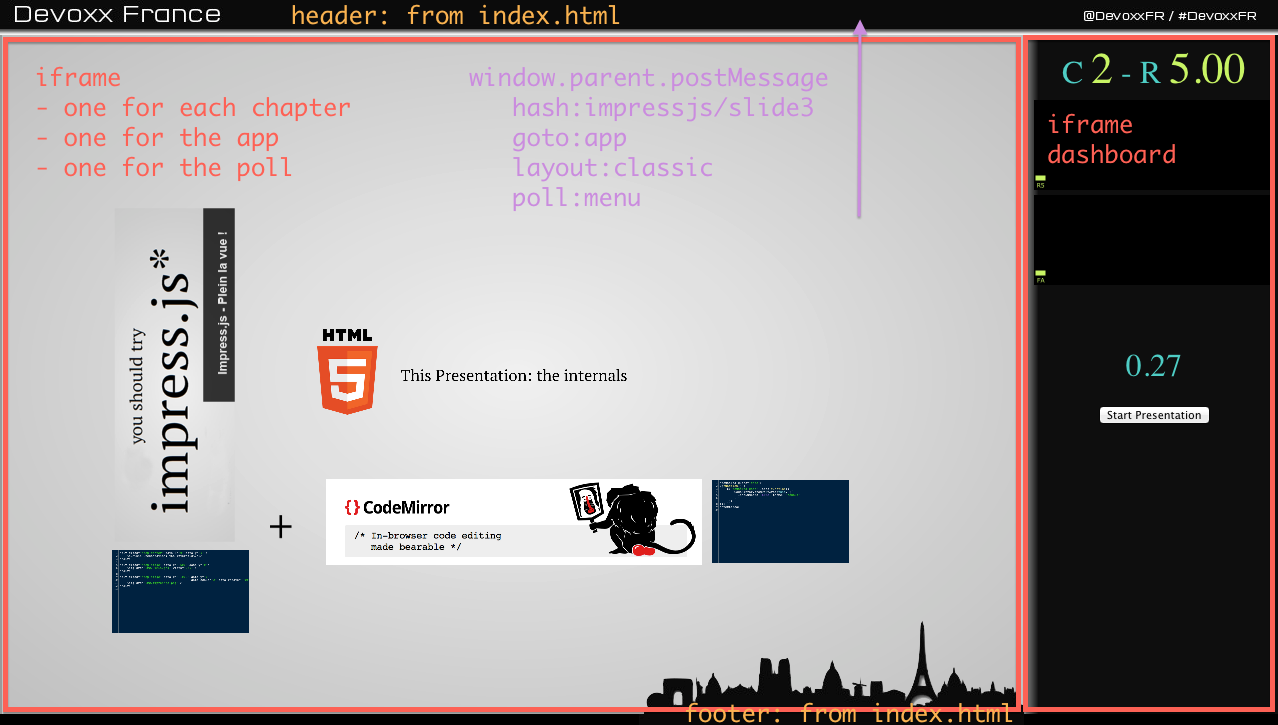 Devoxx France
header: from index.html
@DevoxxFR / #DevoxxFR
iframe
- one for each chapter
- one for the app
- one for the poll
window.parent.postMessage
hash:impressjs/slide3
goto:app
layout:classic
poll:menu
C 2 - R 5.00
iframe
dashboard
RS
FA
0.27
Start Presentation
you should try
impress.js*
Impress.js - Plein la vue !
HTML
5
This Presentation: the internals
+
{} CodeMirror
/* In-browser code editing
made bearable */
footer: from index.html